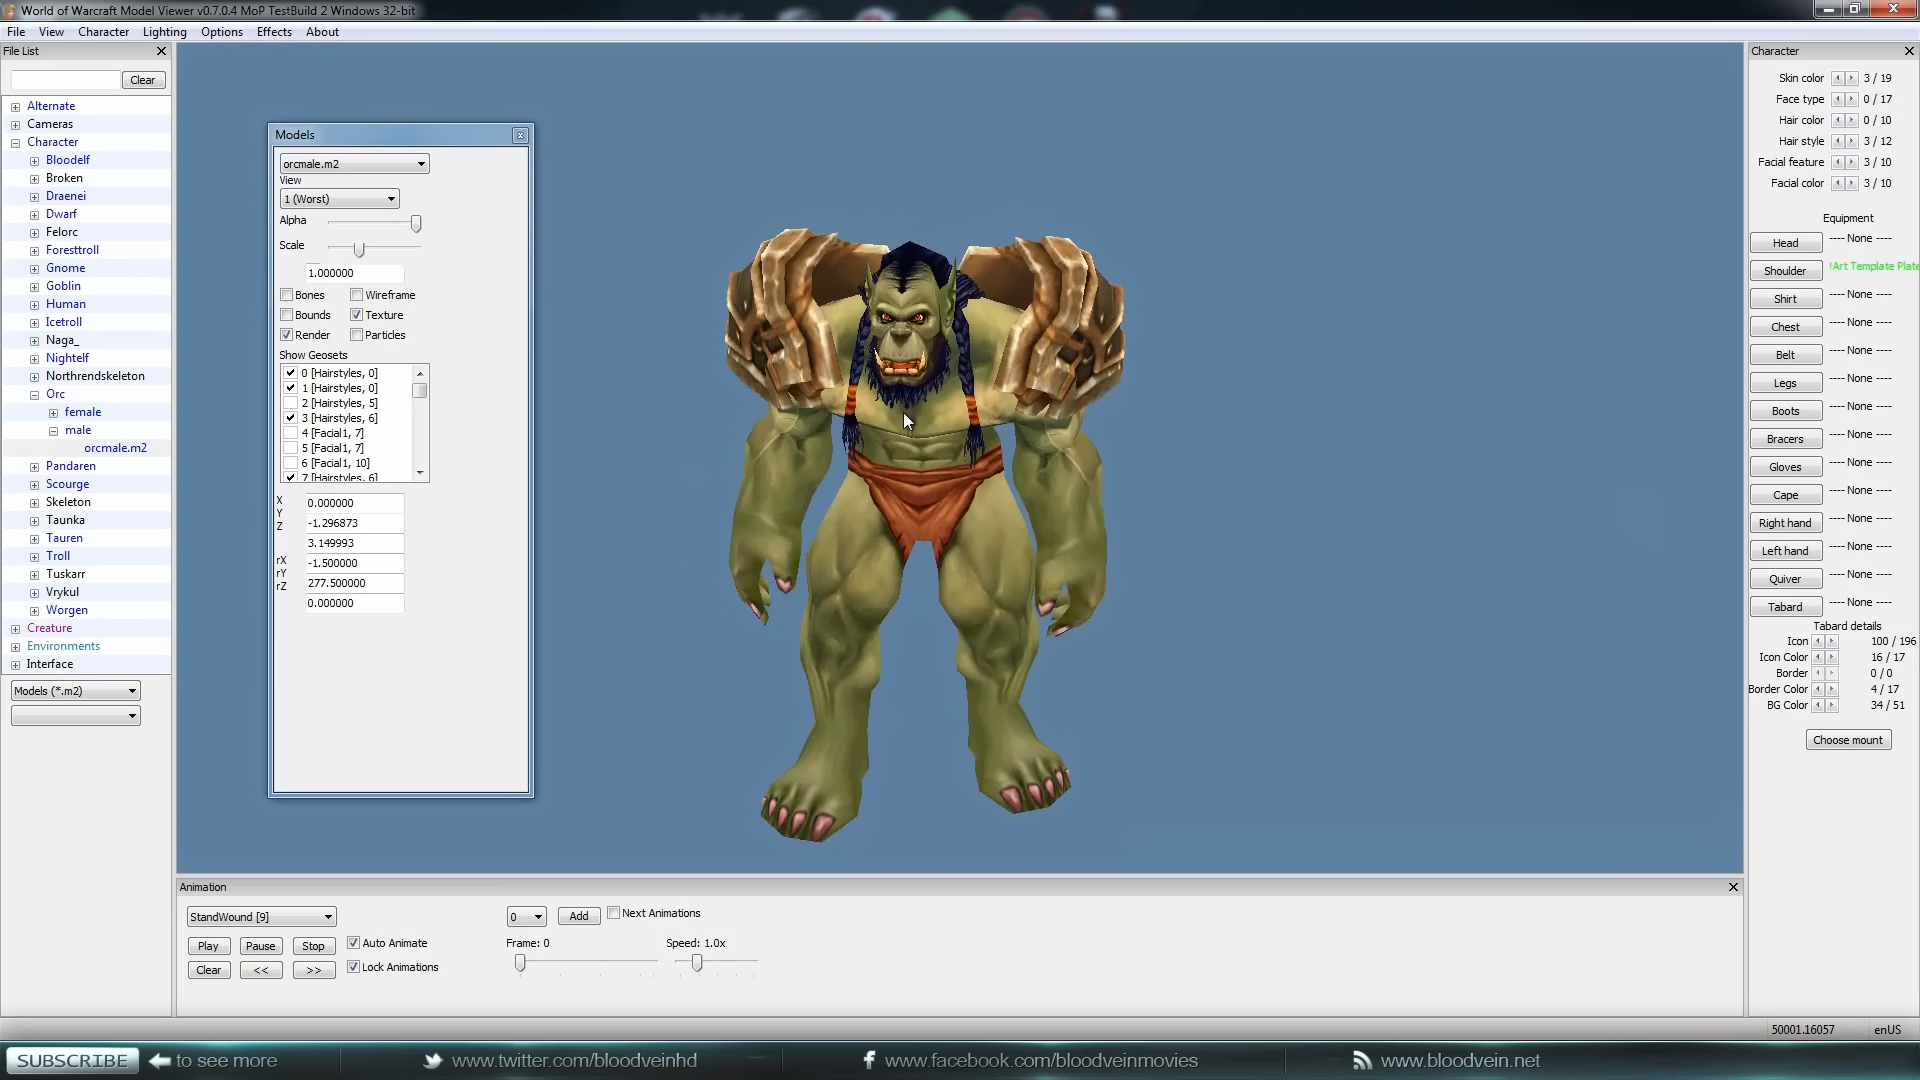 World of Warcraft Model Viewer v0.7.0.4 MoP TestBuild 2 Windows 32-bit
File View Character Lighting Options Effects About
File List
Clear
Alternate
Cameras
Character
Bloodelf
Broken
Draenei
Dwarf
Felorc
Foresttroll
Gnome
Goblin
Human
Icetroll
Naga_
Nightelf
Northrendskeleton
Orc
female
male
orcmale.m2
Pandaren
Scourge
Skeleton
Taunka
Tauren
Troll
Tuskarr
Vrykul
Worgen
Creature
Environments
Interface
Models (*.m2)
Models
orcmale.m2
View
1 (Worst)
Alpha
Scale
1.000000
Bones Wireframe
Bounds Texture
Render Particles
Show Geosets
0 [Hairstyles, 0]
1 [Hairstyles, 0]
2 [Hairstyles, 5]
3 [Hairstyles, 6]
4 [Facial1, 7]
5 [Facial1, 7]
6 [Facial1, 10]
7 [Hairstyles, 6]
X 0.000000
Y -1.296873
Z 3.149993
rX -1.500000
rY 277.500000
rZ 0.000000
Character
Skin color 3 / 19
Face type 0 / 17
Hair color 0 / 10
Hair style 3 / 12
Facial feature 3 / 10
Facial color 3 / 10
Equipment
Head ---- None ----
Shoulder !Art Template Plate
Shirt ---- None ----
Chest ---- None ----
Belt ---- None ----
Legs ---- None ----
Boots ---- None ----
Bracers ---- None ----
Gloves ---- None ----
Cape ---- None ----
Right hand ---- None ----
Left hand ---- None ----
Quiver ---- None ----
Tabard ---- None ----
Tabard details
Icon 100 / 196
Icon Color 16 / 17
Border 0 / 0
Border Color 4 / 17
BG Color 34 / 51
Choose mount
Animation
StandWound [9] 0 Add Next Animations
Play Pause Stop Auto Animate Frame: 0 Speed: 1.0x
Clear << >> Lock Animations
50001.16057 enUS
SUBSCRIBE to see more www.twitter.com/bloodveinhd www.facebook.com/bloodveinmovies www.bloodvein.net